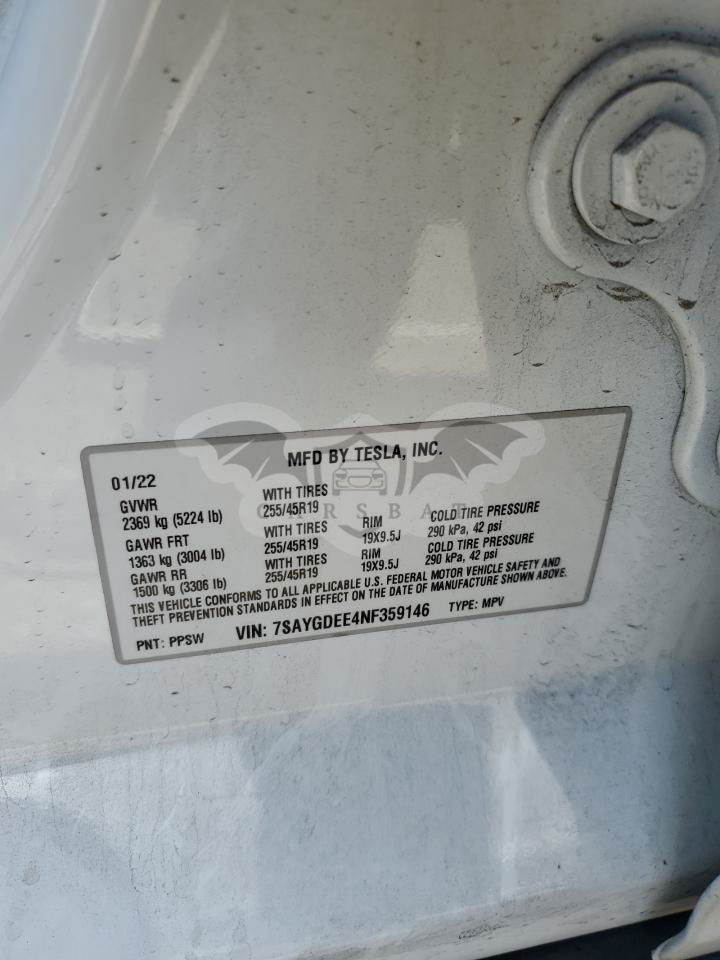 MFD BY TESLA, INC.
01/22
GVWR WITH TIRES
2369 kg (5224 lb) 255/45R19 RIM COLD TIRE PRESSURE
GAWR FRT WITH TIRES 19X9.5J 290 kPa, 42 psi
1363 kg (3004 lb) 255/45R19 RIM COLD TIRE PRESSURE
GAWR RR WITH TIRES 19X9.5J 290 kPa, 42 psi
1500 kg (3306 lb) 255/45R19
THIS VEHICLE CONFORMS TO ALL APPLICABLE U.S. FEDERAL MOTOR VEHICLE SAFETY AND
THEFT PREVENTION STANDARDS IN EFFECT ON THE DATE OF MANUFACTURE SHOWN ABOVE.
PNT: PPSW VIN: 7SAYGDEE4NF359146 TYPE: MPV
CARSBAT